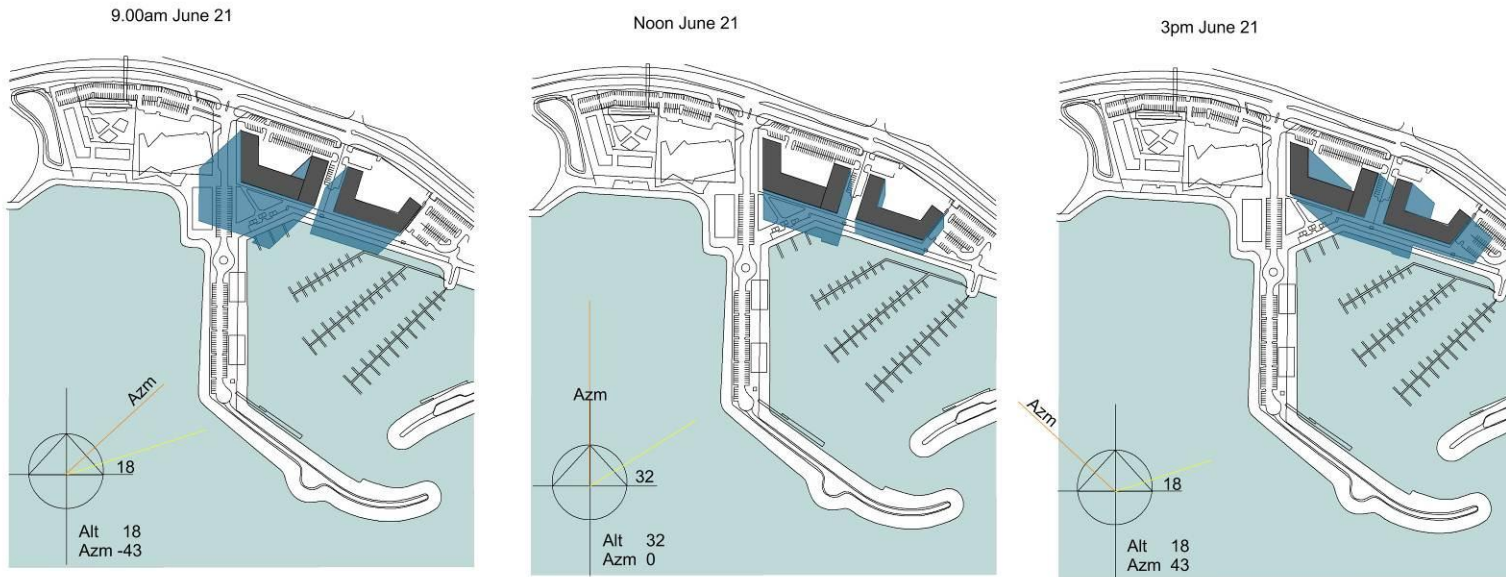 9.00am June 21
Noon June 21
3pm June 21
Azm
18
Alt 18
Azm -43
Azm
32
Alt 32
Azm 0
Azm
18
Alt 18
Azm 43